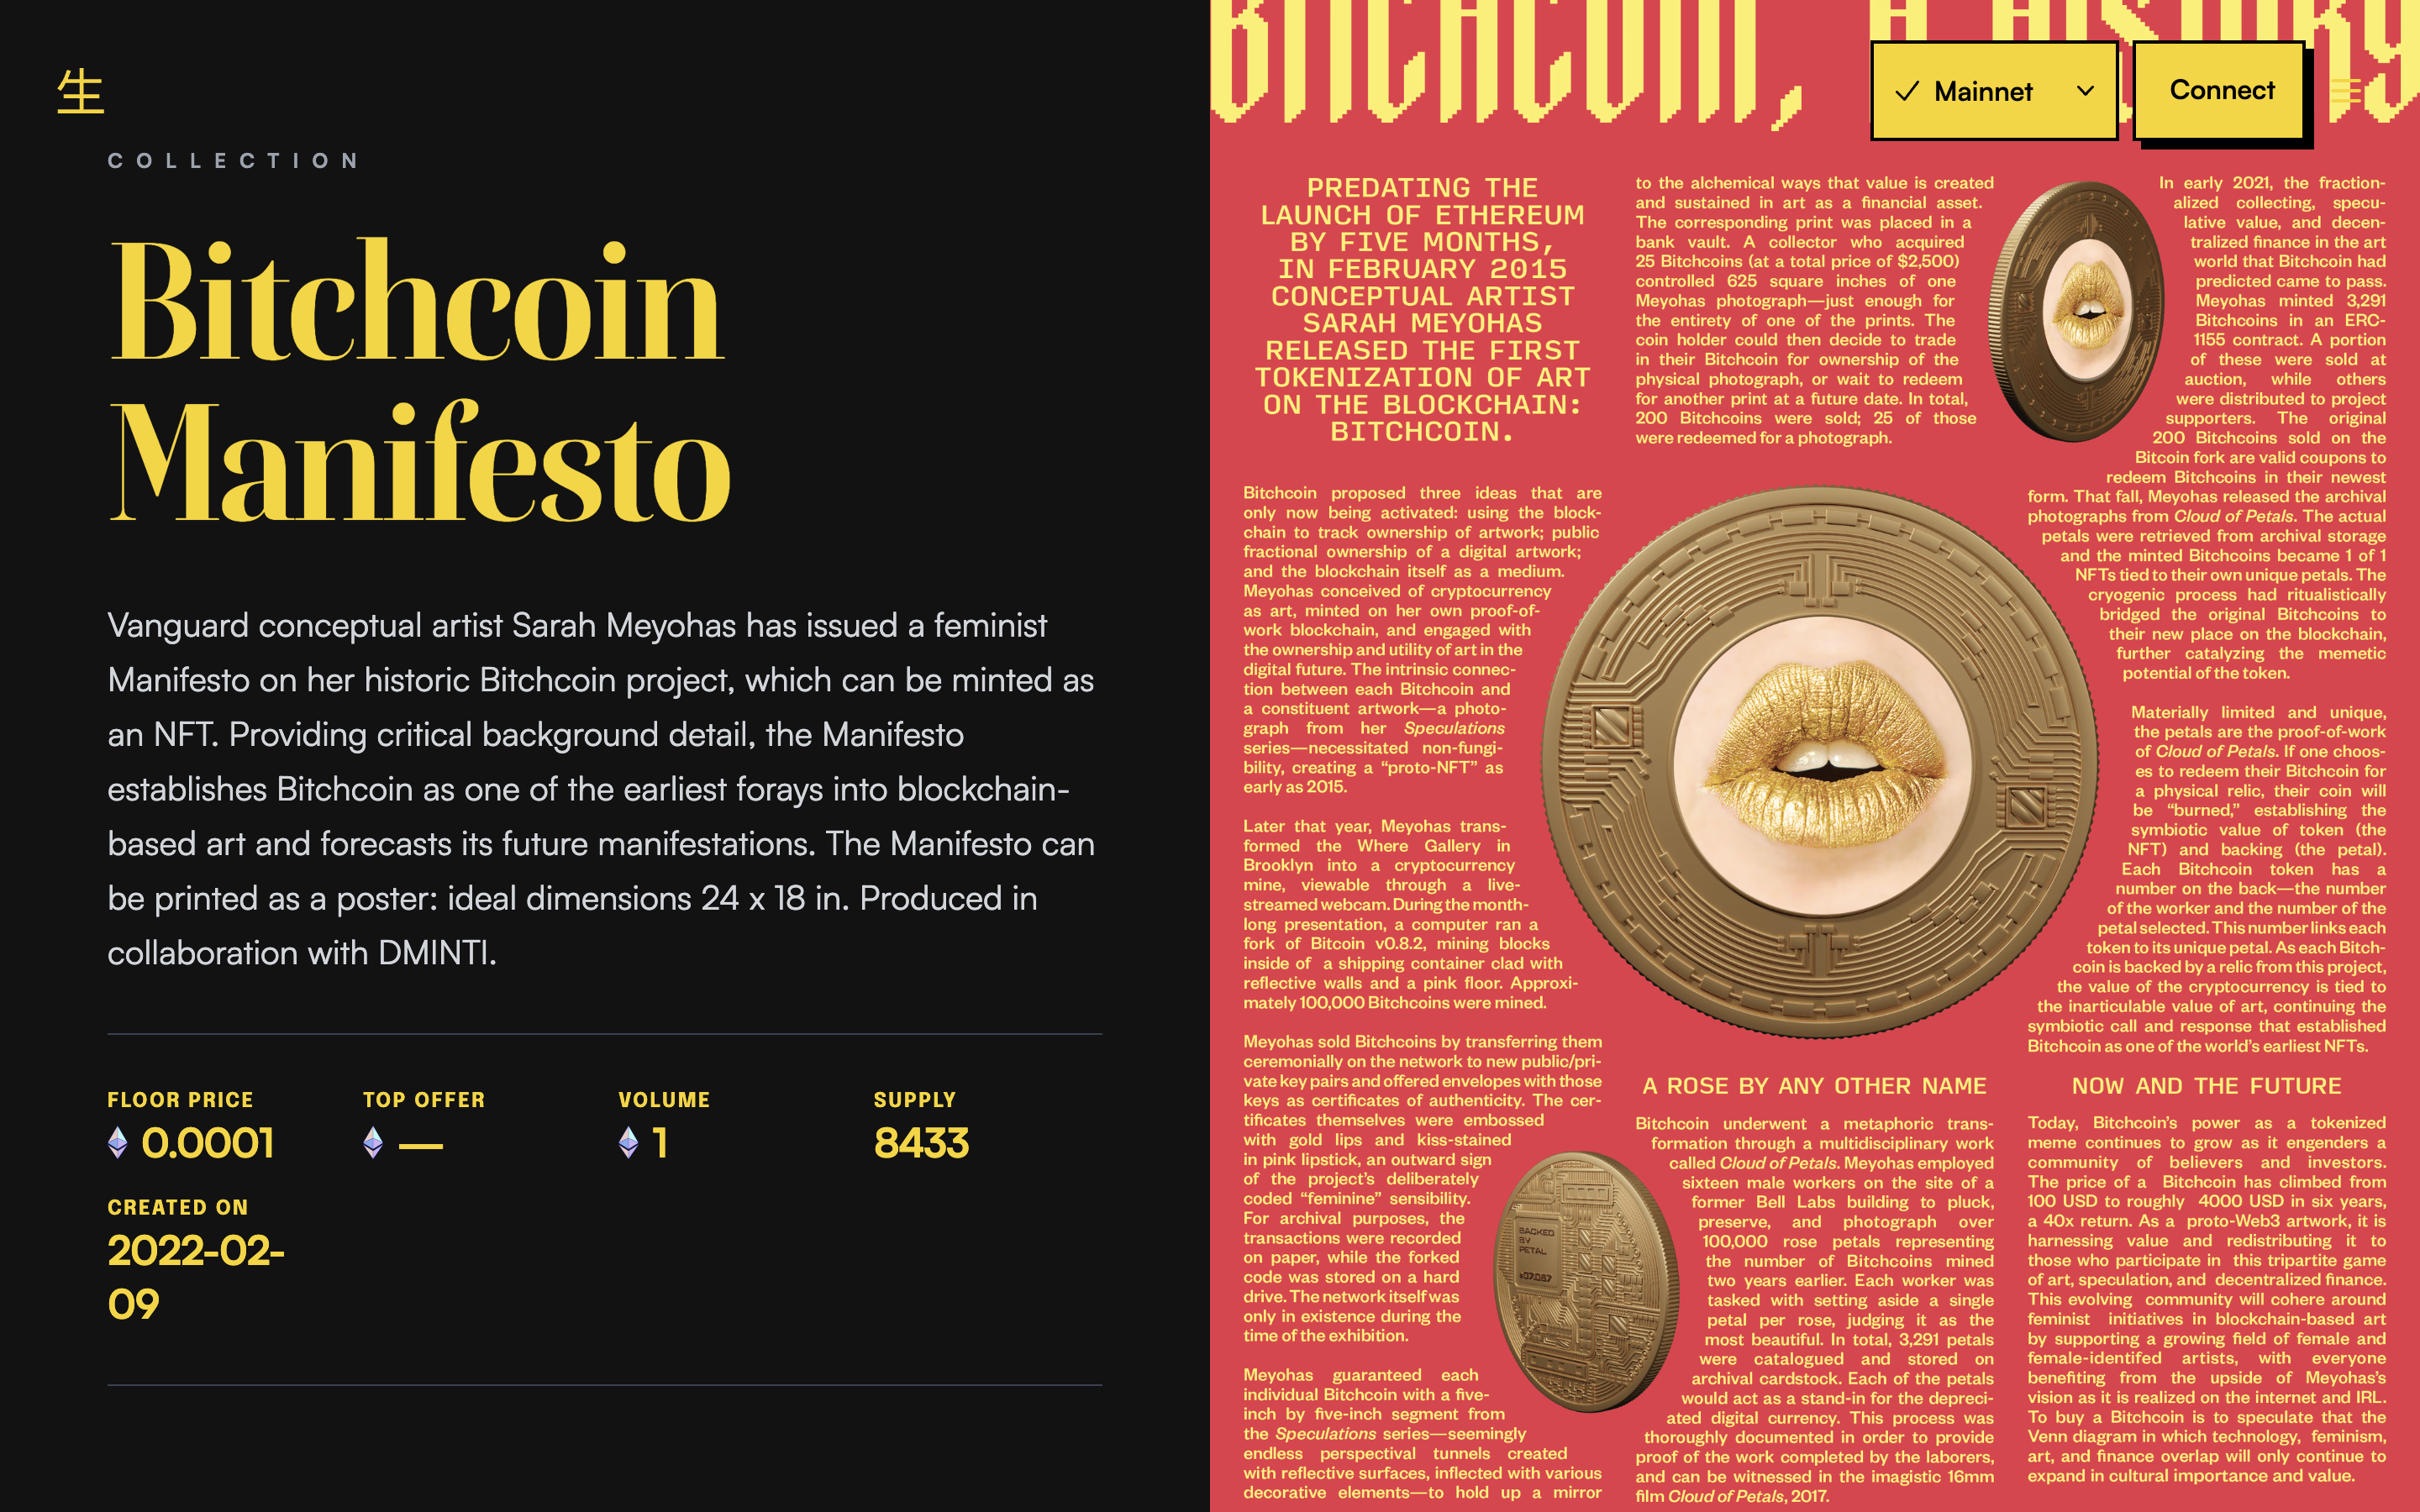 生
COLLECTION
Bitchcoin
Manifesto
Vanguard conceptual artist Sarah Meyohas has issued a feminist
Manifesto on her historic Bitchcoin project, which can be minted as
an NFT. Providing critical background detail, the Manifesto
establishes Bitchcoin as one of the earliest forays into blockchain-
based art and forecasts its future manifestations. The Manifesto can
be printed as a poster: ideal dimensions 24 x 18 in. Produced in
collaboration with DMINTI.
FLOOR PRICE
0.0001
TOP OFFER
—
VOLUME
1
SUPPLY
8433
CREATED ON
2022-02-
09
BITCHCOIN, A HISTORY
Mainnet
Connect
PREDATING THE
LAUNCH OF ETHEREUM
BY FIVE MONTHS,
IN FEBRUARY 2015
CONCEPTUAL ARTIST
SARAH MEYOHAS
RELEASED THE FIRST
TOKENIZATION OF ART
ON THE BLOCKCHAIN:
BITCHCOIN.
Bitchcoin proposed three ideas that are
only now being activated: using the block-
chain to track ownership of artwork; public
fractional ownership of a digital artwork;
and the blockchain itself as a medium.
Meyohas conceived of cryptocurrency
as art, minted on her own proof-of-
work blockchain, and engaged with
the ownership and utility of art in the
digital future. The intrinsic connec-
tion between each Bitchcoin and
a constituent artwork—a photo-
graph from her Speculations
series—necessitated non-fungi-
bility, creating a “proto-NFT” as
early as 2015.
Later that year, Meyohas trans-
formed the Where Gallery in
Brooklyn into a cryptocurrency
mine, viewable through a live-
streamed webcam. During the month-
long presentation, a computer ran a
fork of Bitcoin v0.8.2, mining blocks
inside of a shipping container clad with
reflective walls and a pink floor. Approxi-
mately 100,000 Bitchcoins were mined.
Meyohas sold Bitchcoins by transferring them
ceremonially on the network to new public/pri-
vate key pairs and offered envelopes with those
keys as certificates of authenticity. The cer-
tificates themselves were embossed
with gold lips and kiss-stained
in pink lipstick, an outward sign
of the project’s deliberately
coded “feminine” sensibility.
For archival purposes, the
transactions were recorded
on paper, while the forked
code was stored on a hard
drive. The network itself was
only in existence during the
time of the exhibition.
Meyohas guaranteed each
individual Bitchcoin with a five-
inch by five-inch segment from
the Speculations series—seemingly
endless perspectival tunnels created
with reflective surfaces, inflected with various
decorative elements—to hold up a mirror
to the alchemical ways that value is created
and sustained in art as a financial asset.
The corresponding print was placed in a
bank vault. A collector who acquired
25 Bitchcoins (at a total price of $2,500)
controlled 625 square inches of one
Meyohas photograph—just enough for
the entirety of one of the prints. The
coin holder could then decide to trade
in their Bitchcoin for ownership of the
physical photograph, or wait to redeem
for another print at a future date. In total,
200 Bitchcoins were sold; 25 of those
were redeemed for a photograph.
BACKED
BY
PETAL
A ROSE BY ANY OTHER NAME
Bitchcoin underwent a metaphoric trans-
formation through a multidisciplinary work
called Cloud of Petals. Meyohas employed
sixteen male workers on the site of a
former Bell Labs building to pluck,
preserve, and photograph over
100,000 rose petals representing
the number of Bitchcoins mined
two years earlier. Each worker was
tasked with setting aside a single
petal per rose, judging it as the
most beautiful. In total, 3,291 petals
were catalogued and stored on
archival cardstock. Each of the petals
would act as a stand-in for the depreci-
ated digital currency. This process was
thoroughly documented in order to provide
proof of the work completed by the laborers,
and can be witnessed in the imagistic 16mm
film Cloud of Petals, 2017.
In early 2021, the fraction-
alized collecting, specu-
lative value, and decen-
tralized finance in the art
world that Bitchcoin had
predicted came to pass.
Meyohas minted 3,291
Bitchcoins in an ERC-
1155 contract. A portion
of these were sold at
auction, while others
were distributed to project
supporters. The original
200 Bitchcoins sold on the
Bitcoin fork are valid coupons to
redeem Bitchcoins in their newest
form. That fall, Meyohas released the archival
photographs from Cloud of Petals. The actual
petals were retrieved from archival storage
and the minted Bitchcoins became 1 of 1
NFTs tied to their own unique petals. The
cryogenic process had ritualistically
bridged the original Bitchcoins to
their new place on the blockchain,
further catalyzing the memetic
potential of the token.
Materially limited and unique,
the petals are the proof-of-work
of Cloud of Petals. If one choos-
es to redeem their Bitchcoin for
a physical relic, their coin will
be “burned,” establishing the
symbiotic value of token (the
NFT) and backing (the petal).
Each Bitchcoin token has a
number on the back—the number
of the worker and the number of the
petal selected. This number links each
token to its unique petal. As each Bitch-
coin is backed by a relic from this project,
the value of the cryptocurrency is tied to
the inarticulable value of art, continuing the
symbiotic call and response that established
Bitchcoin as one of the world’s earliest NFTs.
NOW AND THE FUTURE
Today, Bitchcoin’s power as a tokenized
meme continues to grow as it engenders a
community of believers and investors.
The price of a Bitchcoin has climbed from
100 USD to roughly 4000 USD in six years,
a 40x return. As a proto-Web3 artwork, it is
harnessing value and redistributing it to
those who participate in this tripartite game
of art, speculation, and decentralized finance.
This evolving community will cohere around
feminist initiatives in blockchain-based art
by supporting a growing field of female and
female-identifed artists, with everyone
benefiting from the upside of Meyohas’s
vision as it is realized on the internet and IRL.
To buy a Bitchcoin is to speculate that the
Venn diagram in which technology, feminism,
art, and finance overlap will only continue to
expand in cultural importance and value.